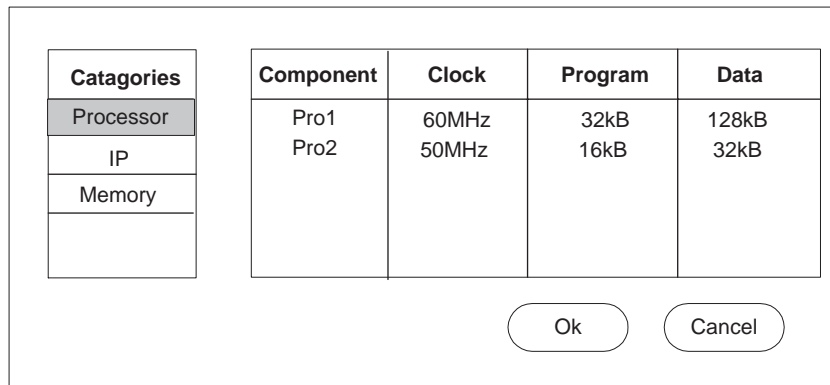 Catagories
Processor
IP
Memory
Component Clock Program Data
Pro1 60MHz 32kB 128kB
Pro2 50MHz 16kB 32kB
Ok Cancel